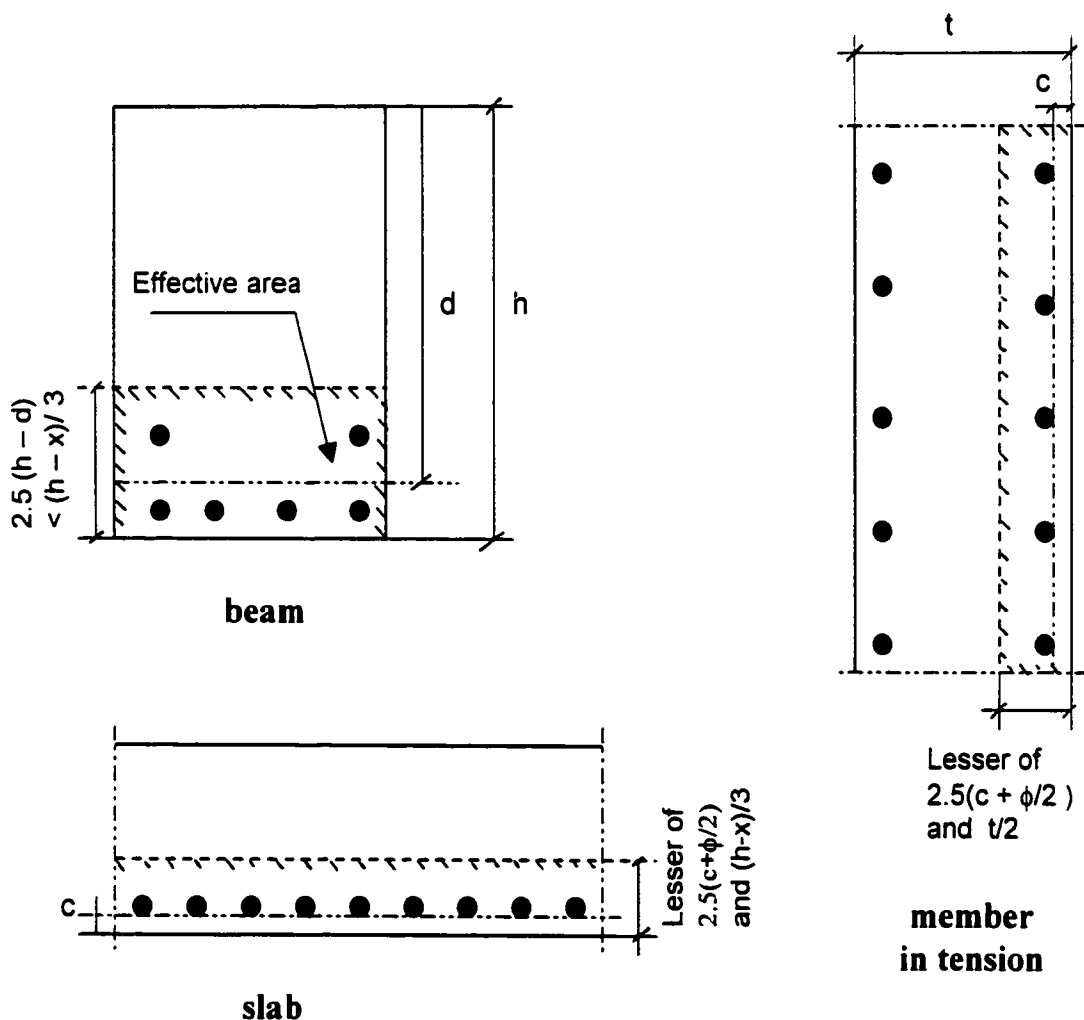 t
c
Effective area
d
h
2.5 (h – d)
< (h – x)/ 3
beam
Lesser of
2.5(c + ϕ/2 )
and t/2
member
in tension
c
Lesser of
2.5(c+ϕ/2)
and (h-x)/3
slab